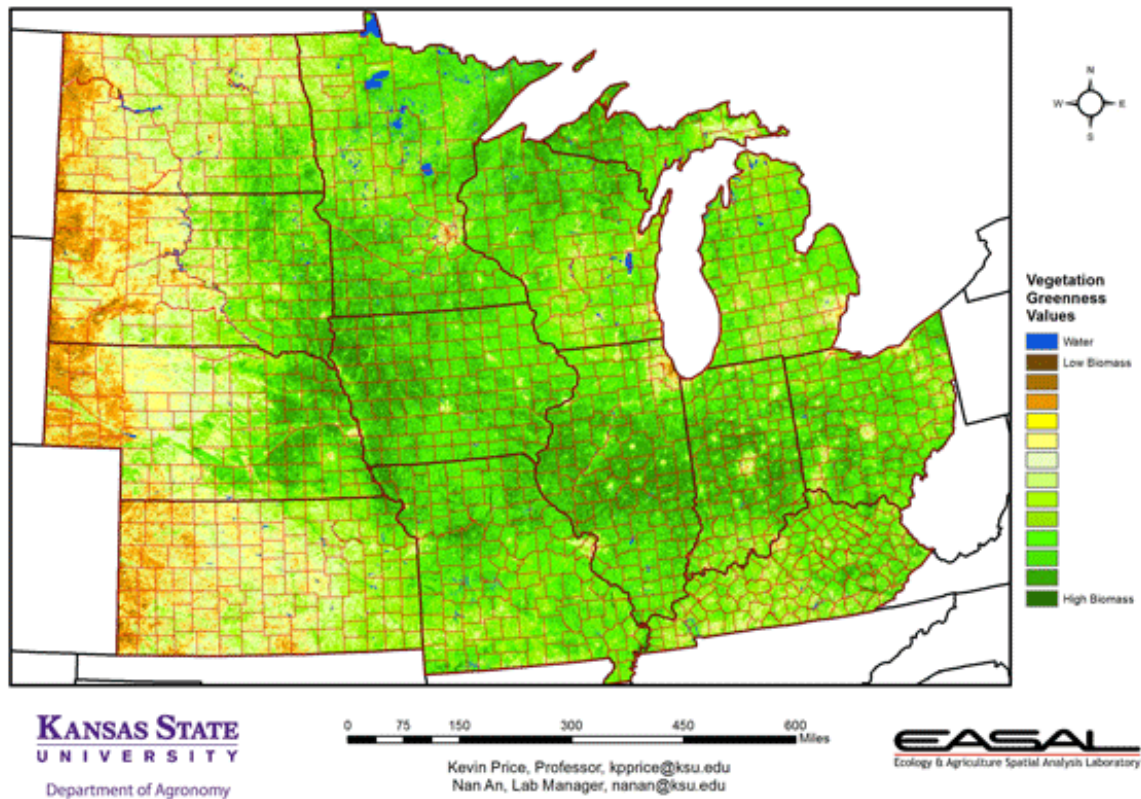 N
W E
S
Vegetation
Greenness
Values
Water
Low Biomass
High Biomass
KANSAS STATE
UNIVERSITY
Department of Agronomy
0 75 150 300 450 600
Miles
Kevin Price, Professor, kpprice@ksu.edu
Nan An, Lab Manager, nanan@ksu.edu
EASAL
Ecology & Agriculture Spatial Analysis Laboratory